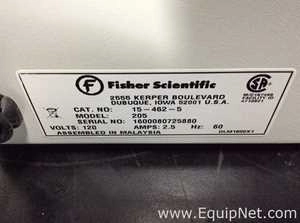 Fisher Scientific
2555 KERPER BOULEVARD
DUBUQUE, IOWA 52001 U.S.A.
CAT. NO: 15-462-5
MODEL: 205
SERIAL NO: 1600080725880
VOLTS: 120 AMPS: 2.5 Hz: 60
ASSEMBLED IN MALAYSIA
www.EquipNet.com